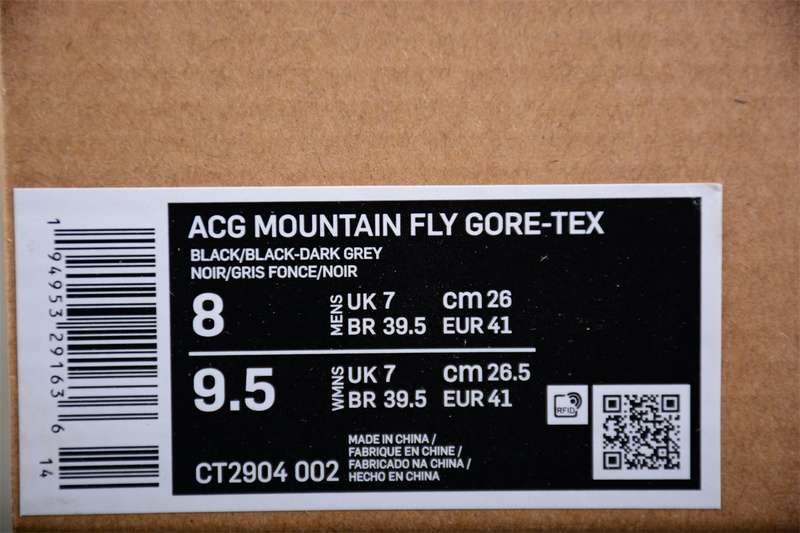 ACG MOUNTAIN FLY GORE-TEX
BLACK/BLACK-DARK GREY
NOIR/GRIS FONCE/NOIR
8 MENS UK 7 cm 26
BR 39.5 EUR 41
9.5 WMNS UK 7 cm 26.5
BR 39.5 EUR 41
RFID
CT2904 002
MADE IN CHINA /
FABRIQUE EN CHINE /
FABRICADO NA CHINA /
HECHO EN CHINA
1 94953 29163 6 14